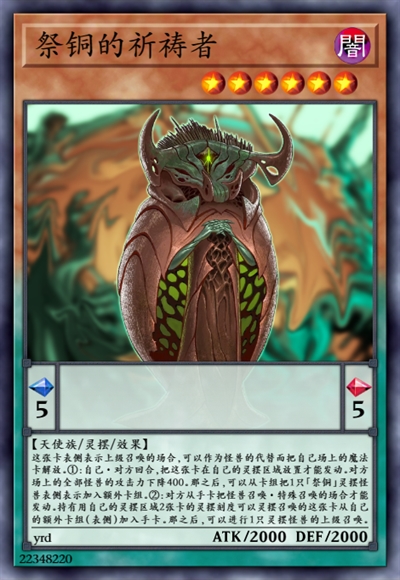 祭铜的祈祷者
闇
5
5
【天使族/灵摆/效果】
这张卡表侧表示上级召唤的场合,可以作为怪兽的代替而把自己场上的魔法
卡解放。①:自己·对方回合,把这张卡在自己的灵摆区域放置才能发动。对方
场上的全部怪兽的攻击力下降400。那之后,可以从卡组把1只「祭铜」灵摆怪
兽表侧表示加入额外卡组。②:对方从手卡把怪兽召唤·特殊召唤的场合才能
发动。持有用自己的灵摆区域2张卡的灵摆刻度可以灵摆召唤的这张卡从自己
的额外卡组(表侧)加入手卡。那之后,可以进行1只灵摆怪兽的上级召唤。
yrd
ATK/2000 DEF/2000
22348220